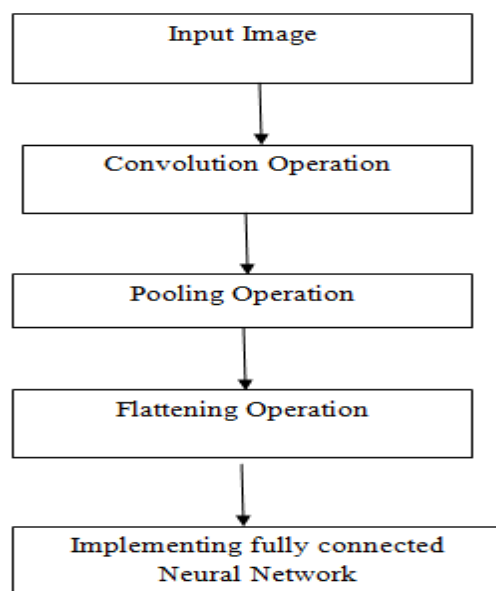 Input Image
Convolution Operation
Pooling Operation
Flattening Operation
Implementing fully connected
Neural Network